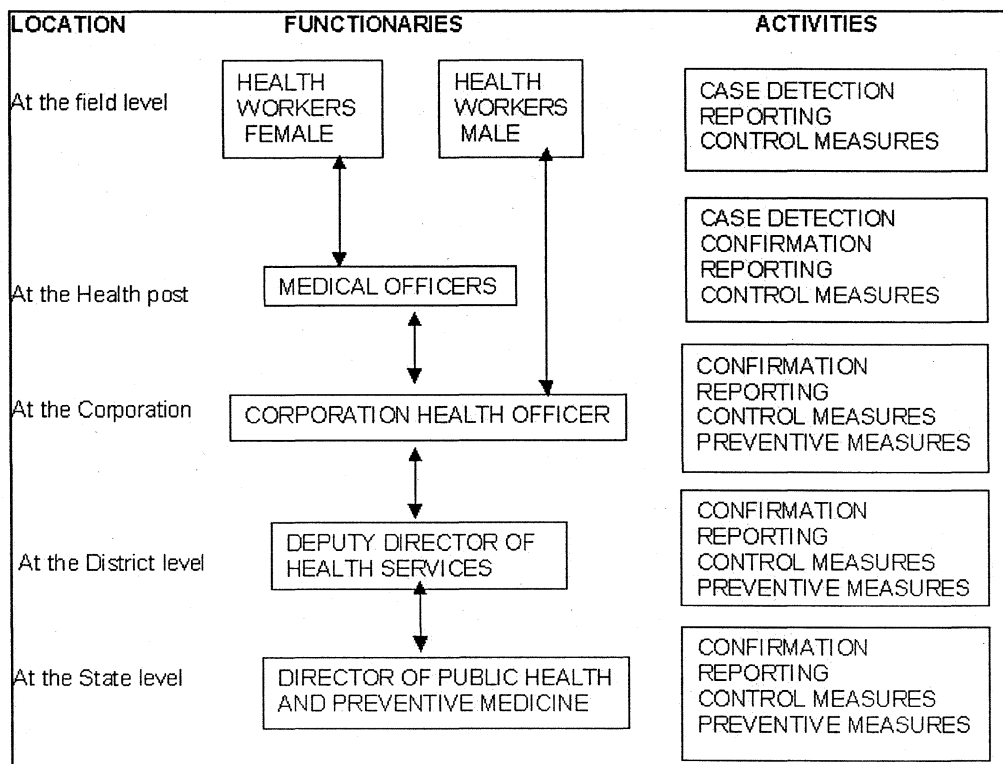 LOCATION FUNCTIONARIES ACTIVITIES
At the field level
HEALTH
WORKERS
FEMALE
HEALTH
WORKERS
MALE
CASE DETECTION
REPORTING
CONTROL MEASURES
At the Health post
MEDICAL OFFICERS
CASE DETECTION
CONFIRMATION
REPORTING
CONTROL MEASURES
At the Corporation
CORPORATION HEALTH OFFICER
CONFIRMATION
REPORTING
CONTROL MEASURES
PREVENTIVE MEASURES
At the District level
DEPUTY DIRECTOR OF
HEALTH SERVICES
CONFIRMATION
REPORTING
CONTROL MEASURES
PREVENTIVE MEASURES
At the State level
DIRECTOR OF PUBLIC HEALTH
AND PREVENTIVE MEDICINE
CONFIRMATION
REPORTING
CONTROL MEASURES
PREVENTIVE MEASURES